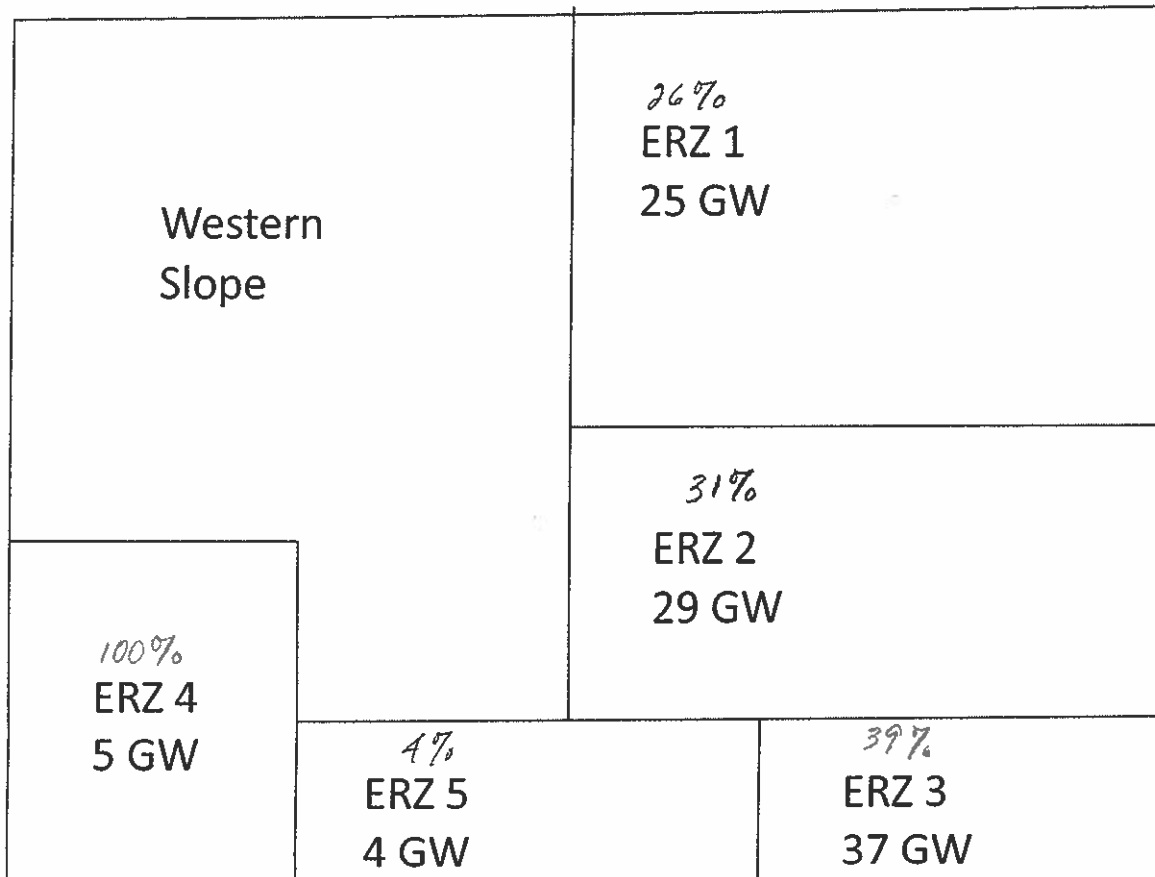 Western
Slope
26%
ERZ 1
25 GW
31%
ERZ 2
29 GW
100%
ERZ 4
5 GW
4%
ERZ 5
4 GW
39%
ERZ 3
37 GW